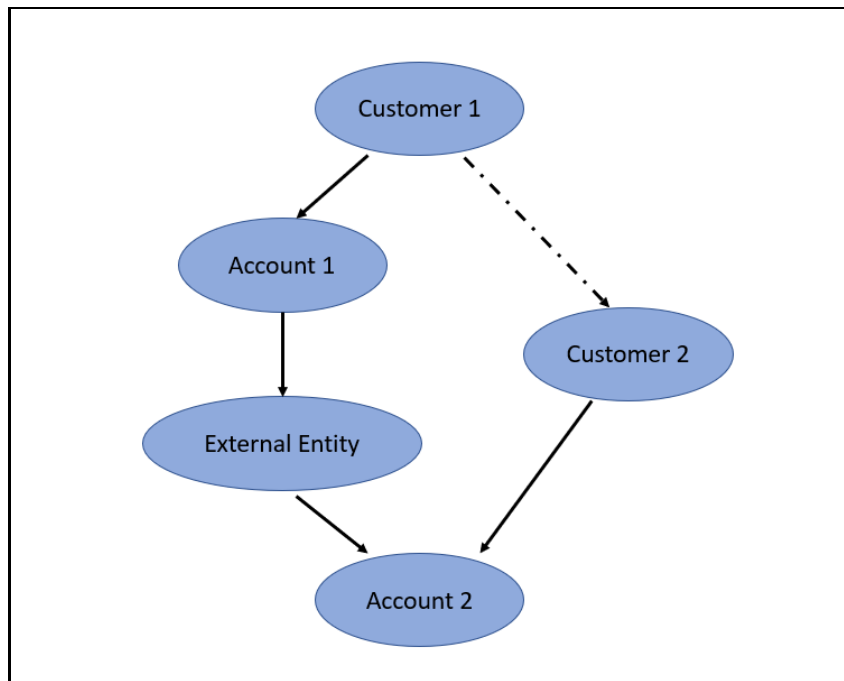 Customer 1
Account 1
Customer 2
External Entity
Account 2